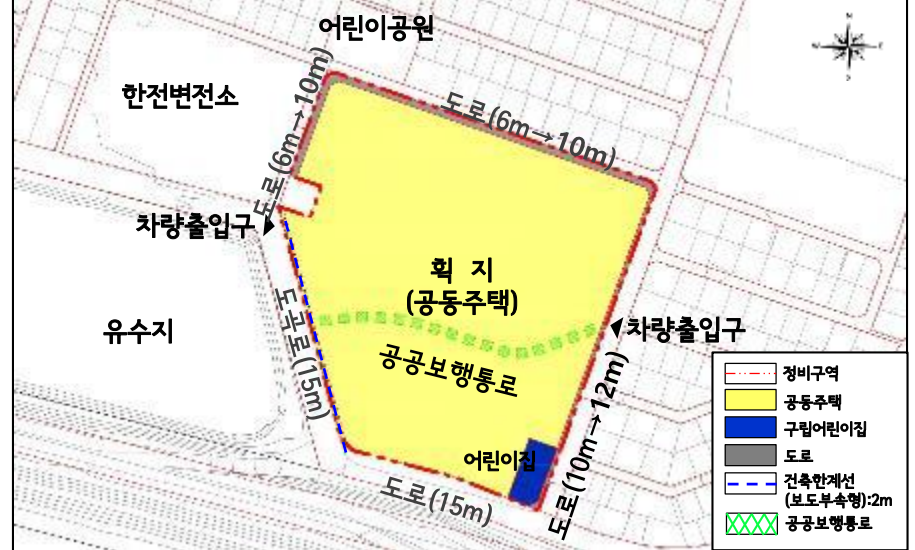 어린이공원
한전변전소
도로(6m→10m)
도로(6m→10m)
차량출입구
획 지
(공동주택)
유수지
도곡로(15m)
차량출입구
공공보행통로
어린이집
도로(10m→12m)
도로(15m)
정비구역
공동주택
구립어린이집
도로
건축한계선
(보도부속형):2m
공공보행통로